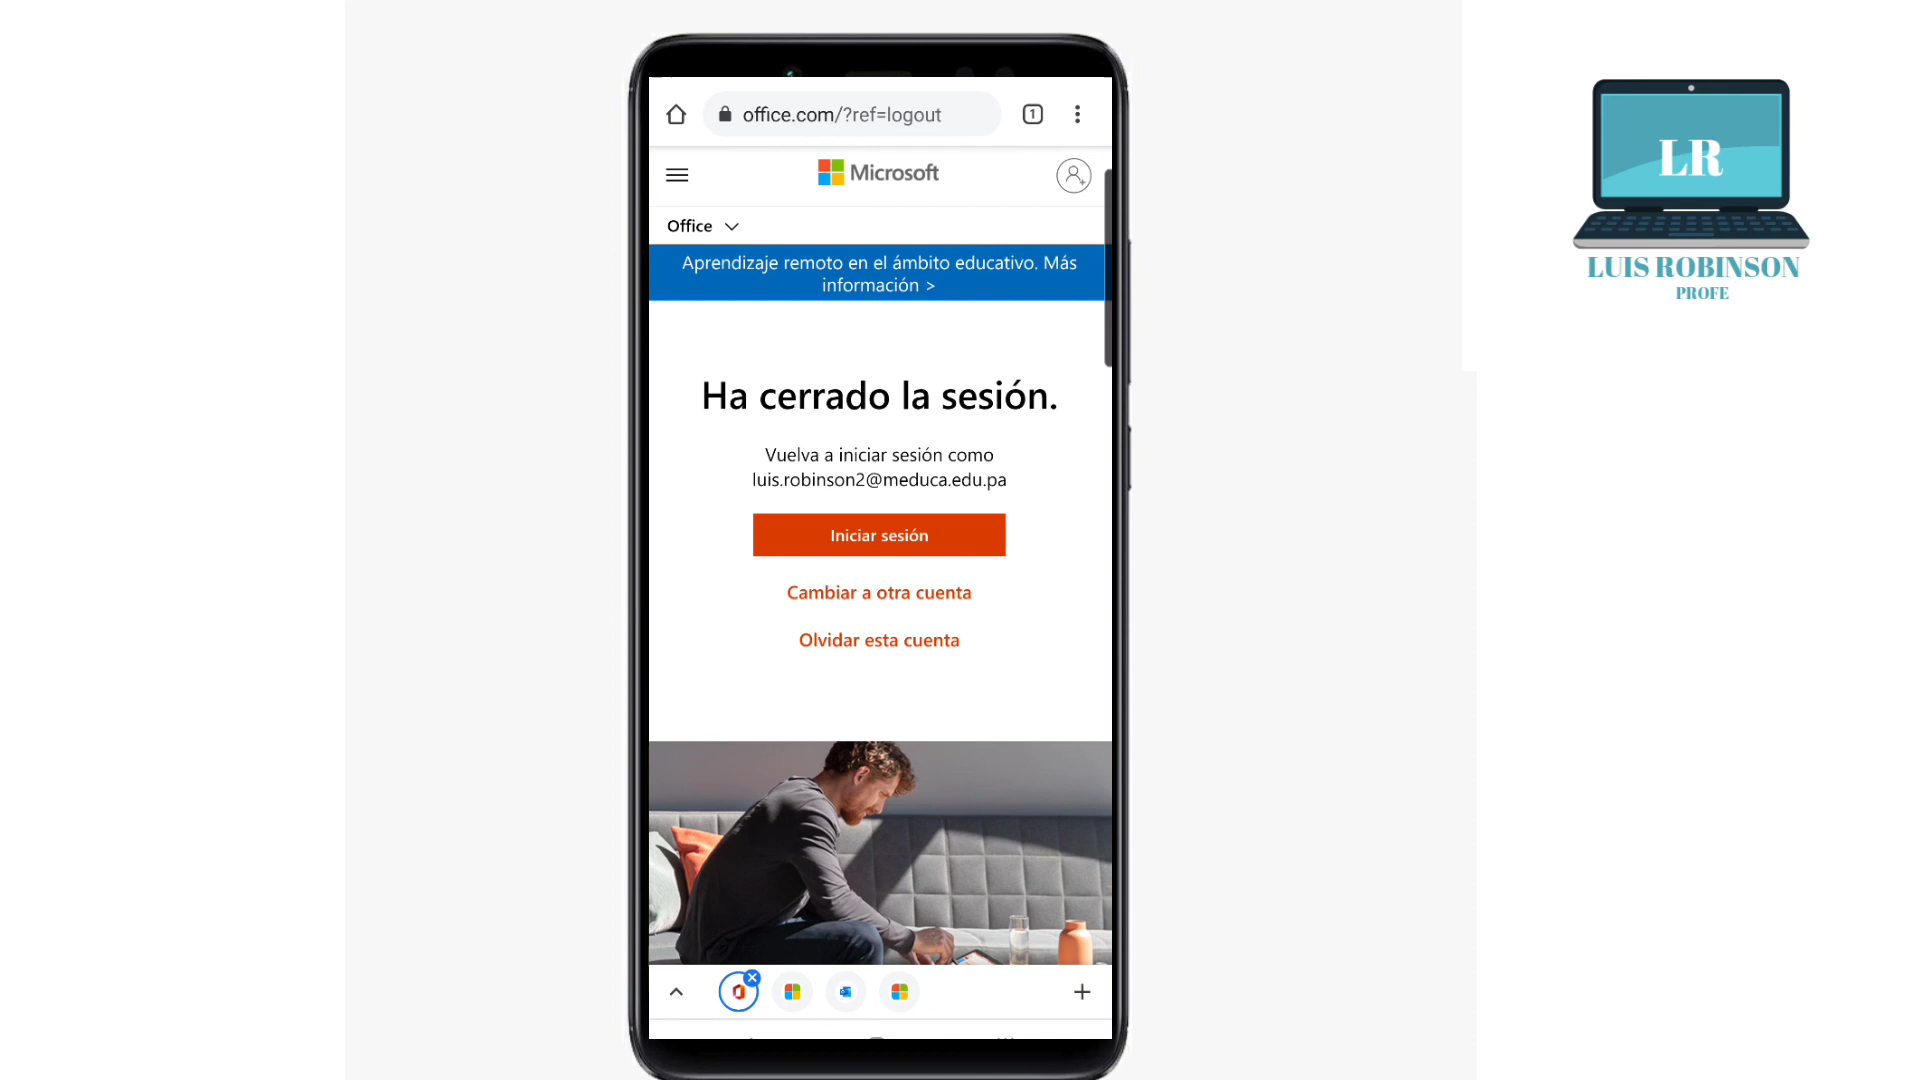 office.com/?ref=logout
1
Microsoft
Office
Aprendizaje remoto en el ámbito educativo. Más
información >
Ha cerrado la sesión.
Vuelva a iniciar sesión como
luis.robinson2@meduca.edu.pa
Iniciar sesión
Cambiar a otra cuenta
Olvidar esta cuenta
LR
LUIS ROBINSON
PROFE